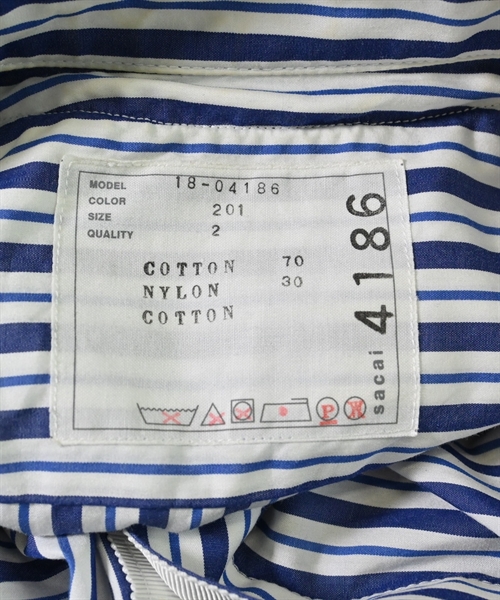 MODEL 18-04186
COLOR
SIZE 201
QUALITY 2
COTTON 70
NYLON 30
COTTON
P W
sacai 4186